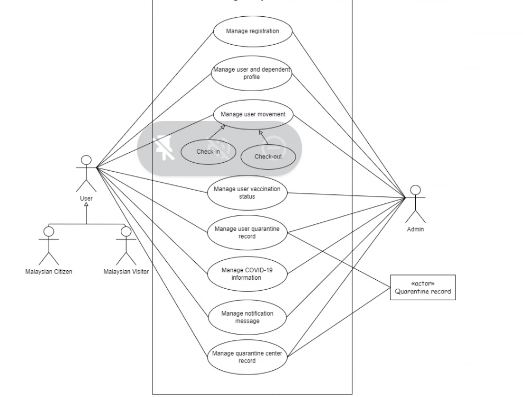 Manage registration
Manage user and dependent
profile
Manage user movement
Check-in
Check-out
Manage user vaccination
status
User
Manage user quarantine
record
Admin
Malaysian Citizen
Malaysian Visitor
Manage COVID-19
information
«actor»
Quarantine record
Manage notification
message
Manage quarantine center
record